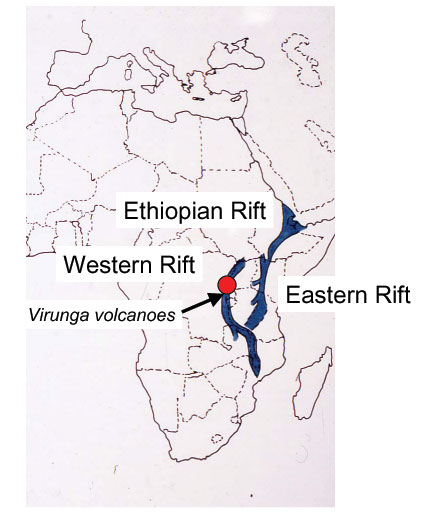 Ethiopian Rift
Western Rift
Eastern Rift
Virunga volcanoes